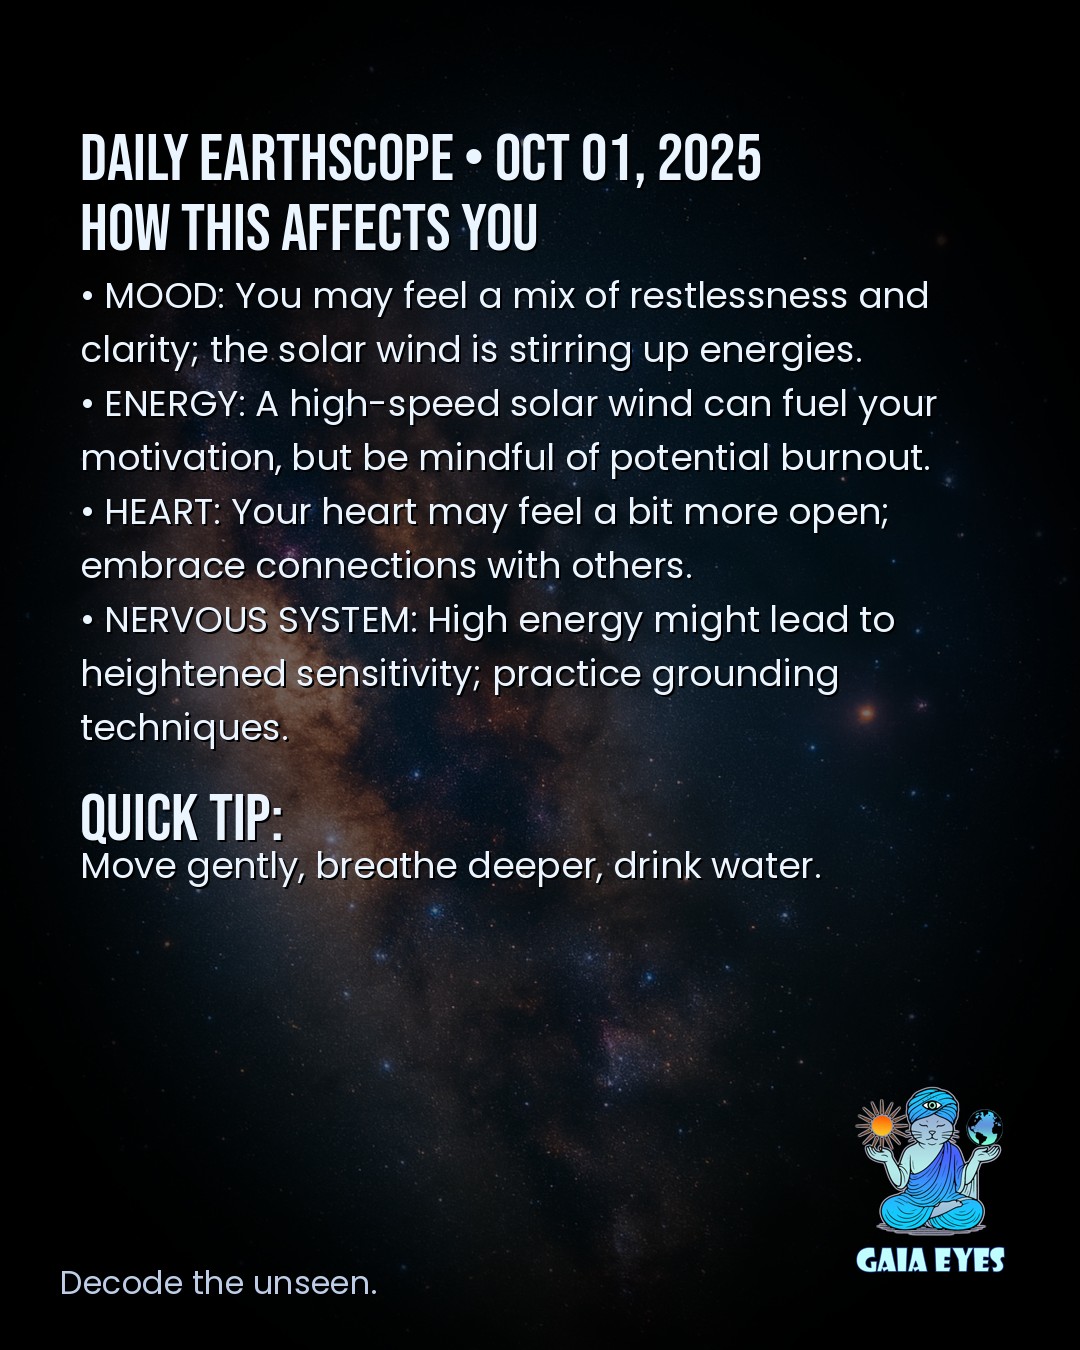 DAILY EARTHSCOPE • OCT 01, 2025
HOW THIS AFFECTS YOU
• MOOD: You may feel a mix of restlessness and
clarity; the solar wind is stirring up energies.
• ENERGY: A high-speed solar wind can fuel your
motivation, but be mindful of potential burnout.
• HEART: Your heart may feel a bit more open;
embrace connections with others.
• NERVOUS SYSTEM: High energy might lead to
heightened sensitivity; practice grounding
techniques.
QUICK TIP:
Move gently, breathe deeper, drink water.
GAIA EYES
Decode the unseen.